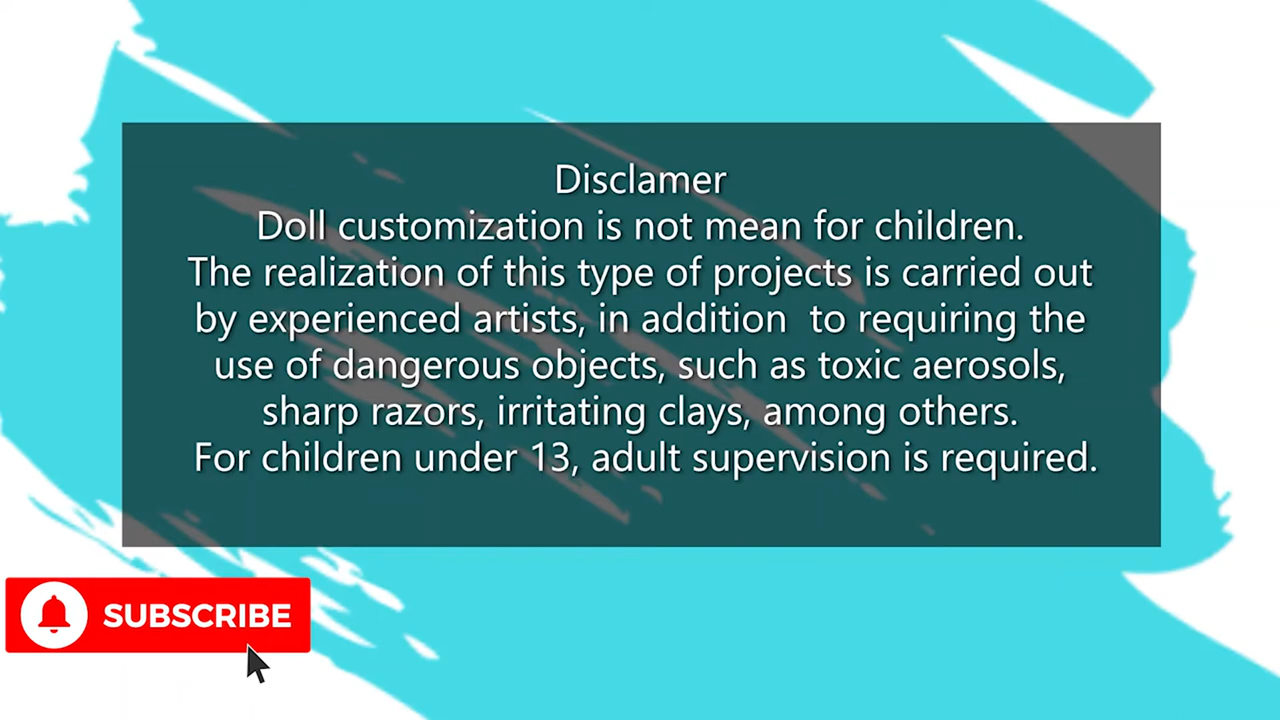 Disclamer
Doll customization is not mean for children.
The realization of this type of projects is carried out
by experienced artists, in addition  to requiring the
use of dangerous objects, such as toxic aerosols,
sharp razors, irritating clays, among others.
For children under 13, adult supervision is required.
SUBSCRIBE